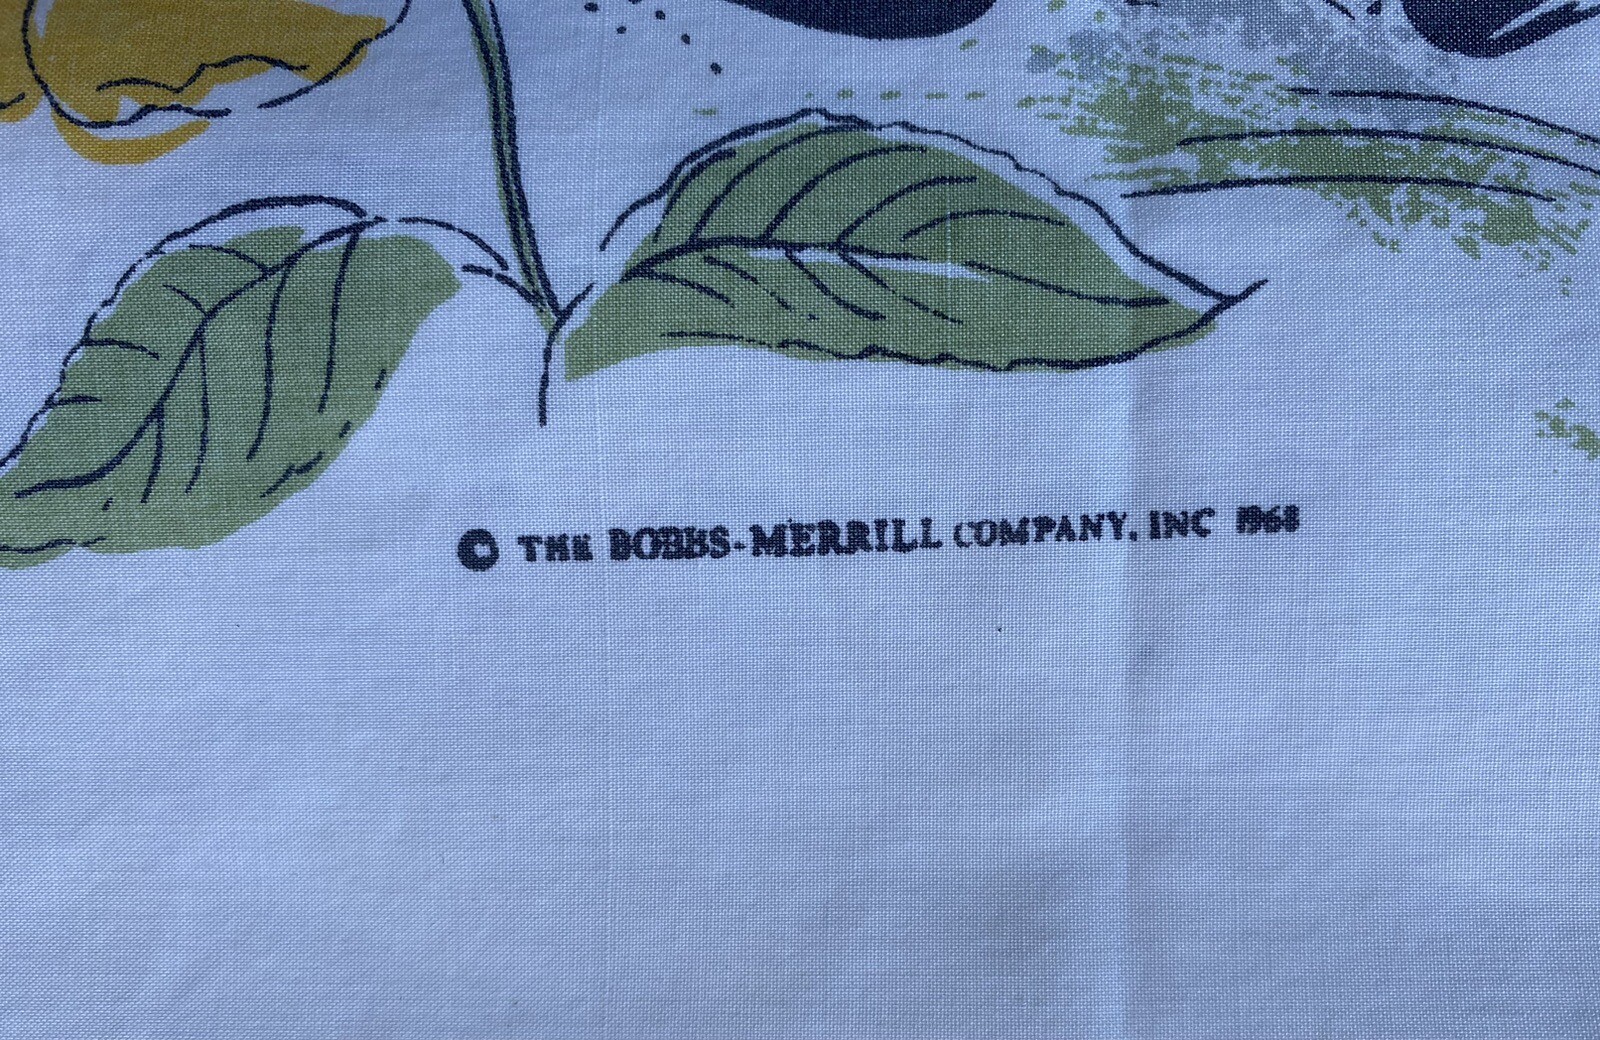 © THE BOBBS-MERRILL COMPANY, INC 1968